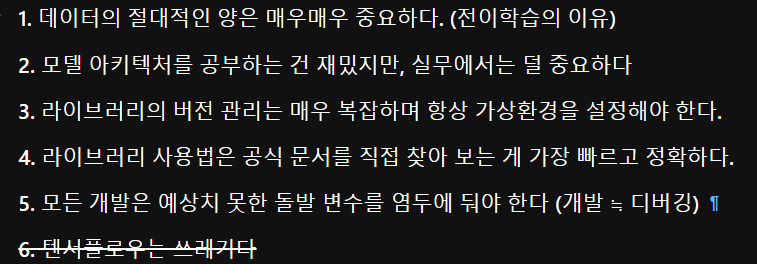 1. 데이터의 절대적인 양은 매우매우 중요하다. (전이학습의 이유)
2. 모델 아키텍처를 공부하는 건 재밌지만, 실무에서는 덜 중요하다
3. 라이브러리의 버전 관리는 매우 복잡하며 항상 가상환경을 설정해야 한다.
4. 라이브러리 사용법은 공식 문서를 직접 찾아 보는 게 가장 빠르고 정확하다.
5. 모든 개발은 예상치 못한 돌발 변수를 염두에 둬야 한다 (개발 ≒ 디버깅) ¶
6. 텐서플로우는 쓰레기다